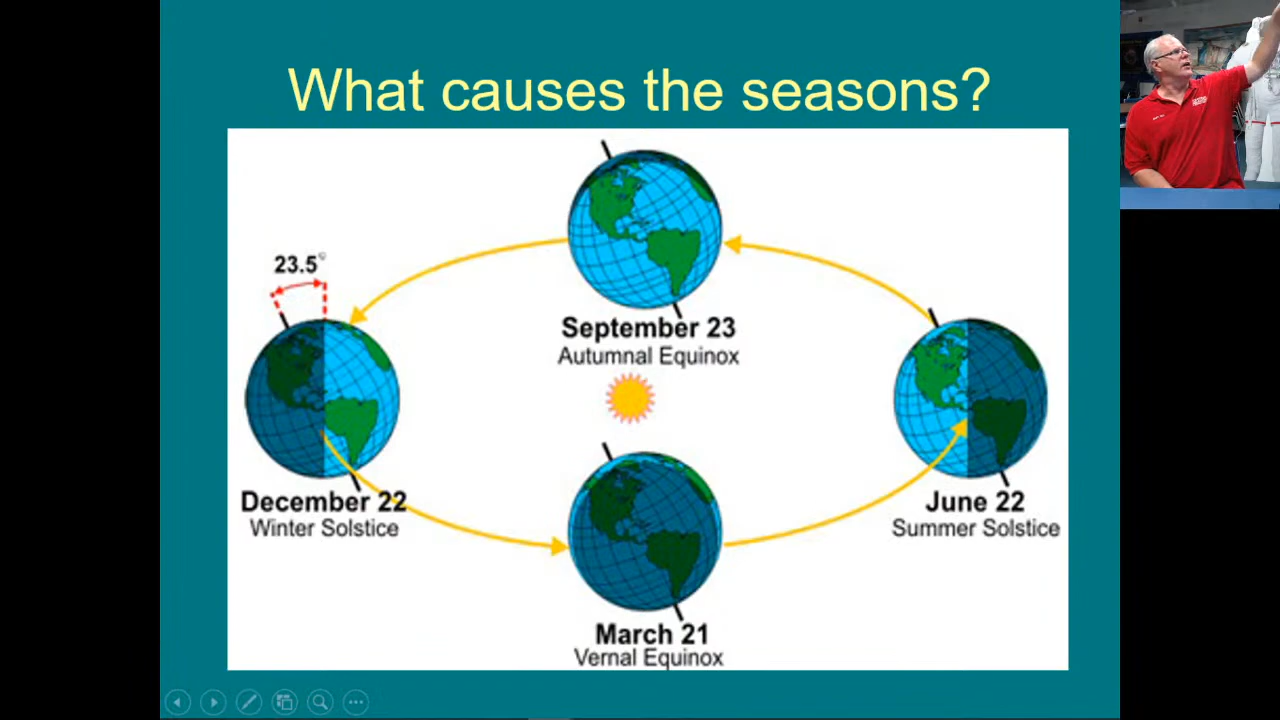 What causes the seasons?
23.5°
September 23
Autumnal Equinox
December 22
Winter Solstice
June 22
Summer Solstice
March 21
Vernal Equinox